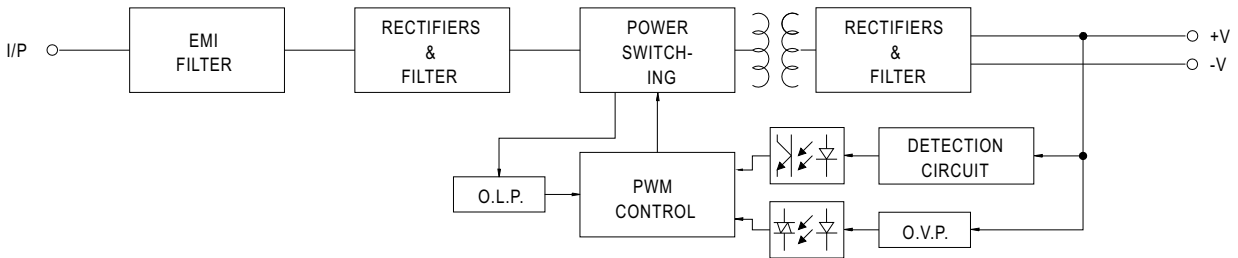 I/P
EMI
FILTER
RECTIFIERS
&
FILTER
POWER
SWITCH-
ING
RECTIFIERS
&
FILTER
+V
-V
O.L.P.
PWM
CONTROL
DETECTION
CIRCUIT
O.V.P.